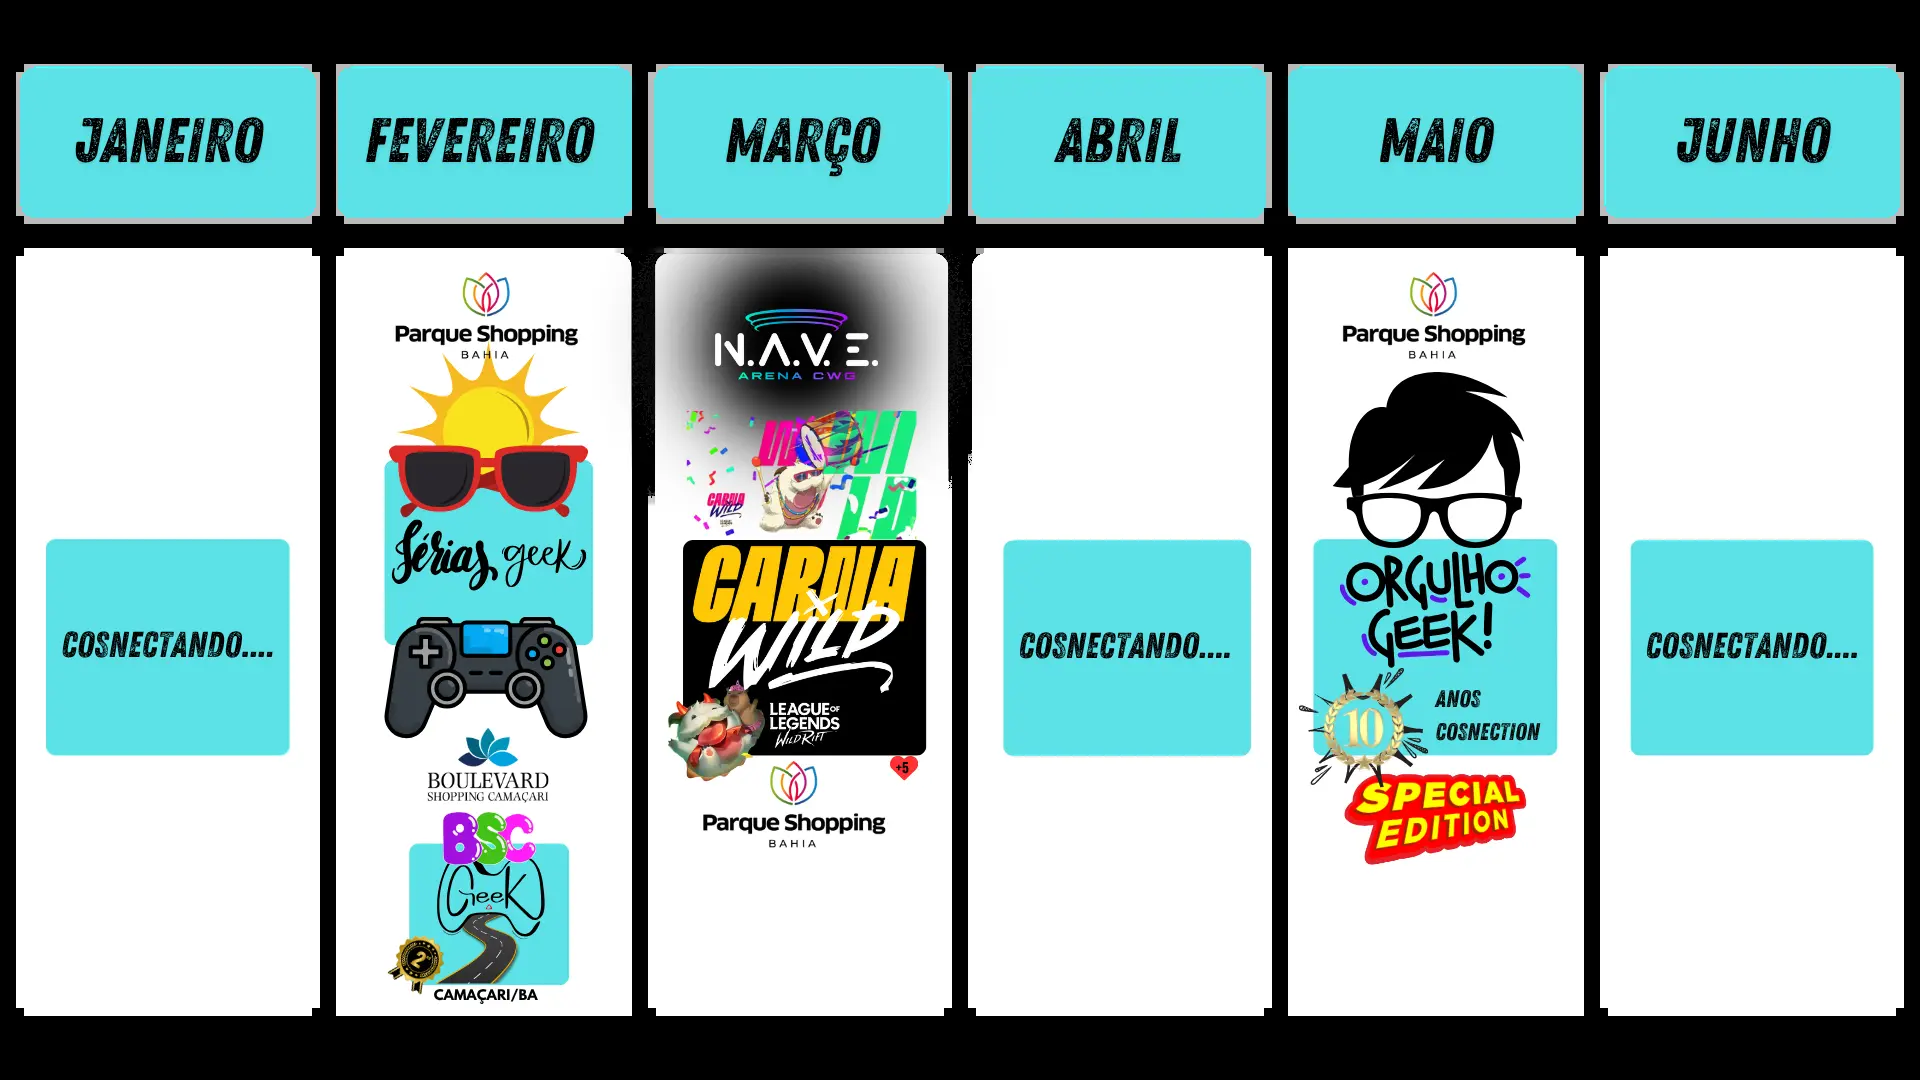 JANEIRO
FEVEREIRO
MARÇO
ABRIL
MAIO
JUNHO
COSNECTANDO....
Parque Shopping
BAHIA
férias geek
BOULEVARD
SHOPPING CAMAÇARI
BSC
Geek
2º
CAMAÇARI/BA
N.A.V.E.
ARENA CWG
WILD
WILD
LEAGUE OF
LEGENDS
WILD RIFT
+5
Parque Shopping
BAHIA
COSNECTANDO....
Parque Shopping
BAHIA
ORGULHO
GEEK!
10
ANOS
COSNECTION
SPECIAL
EDITION
COSNECTANDO....